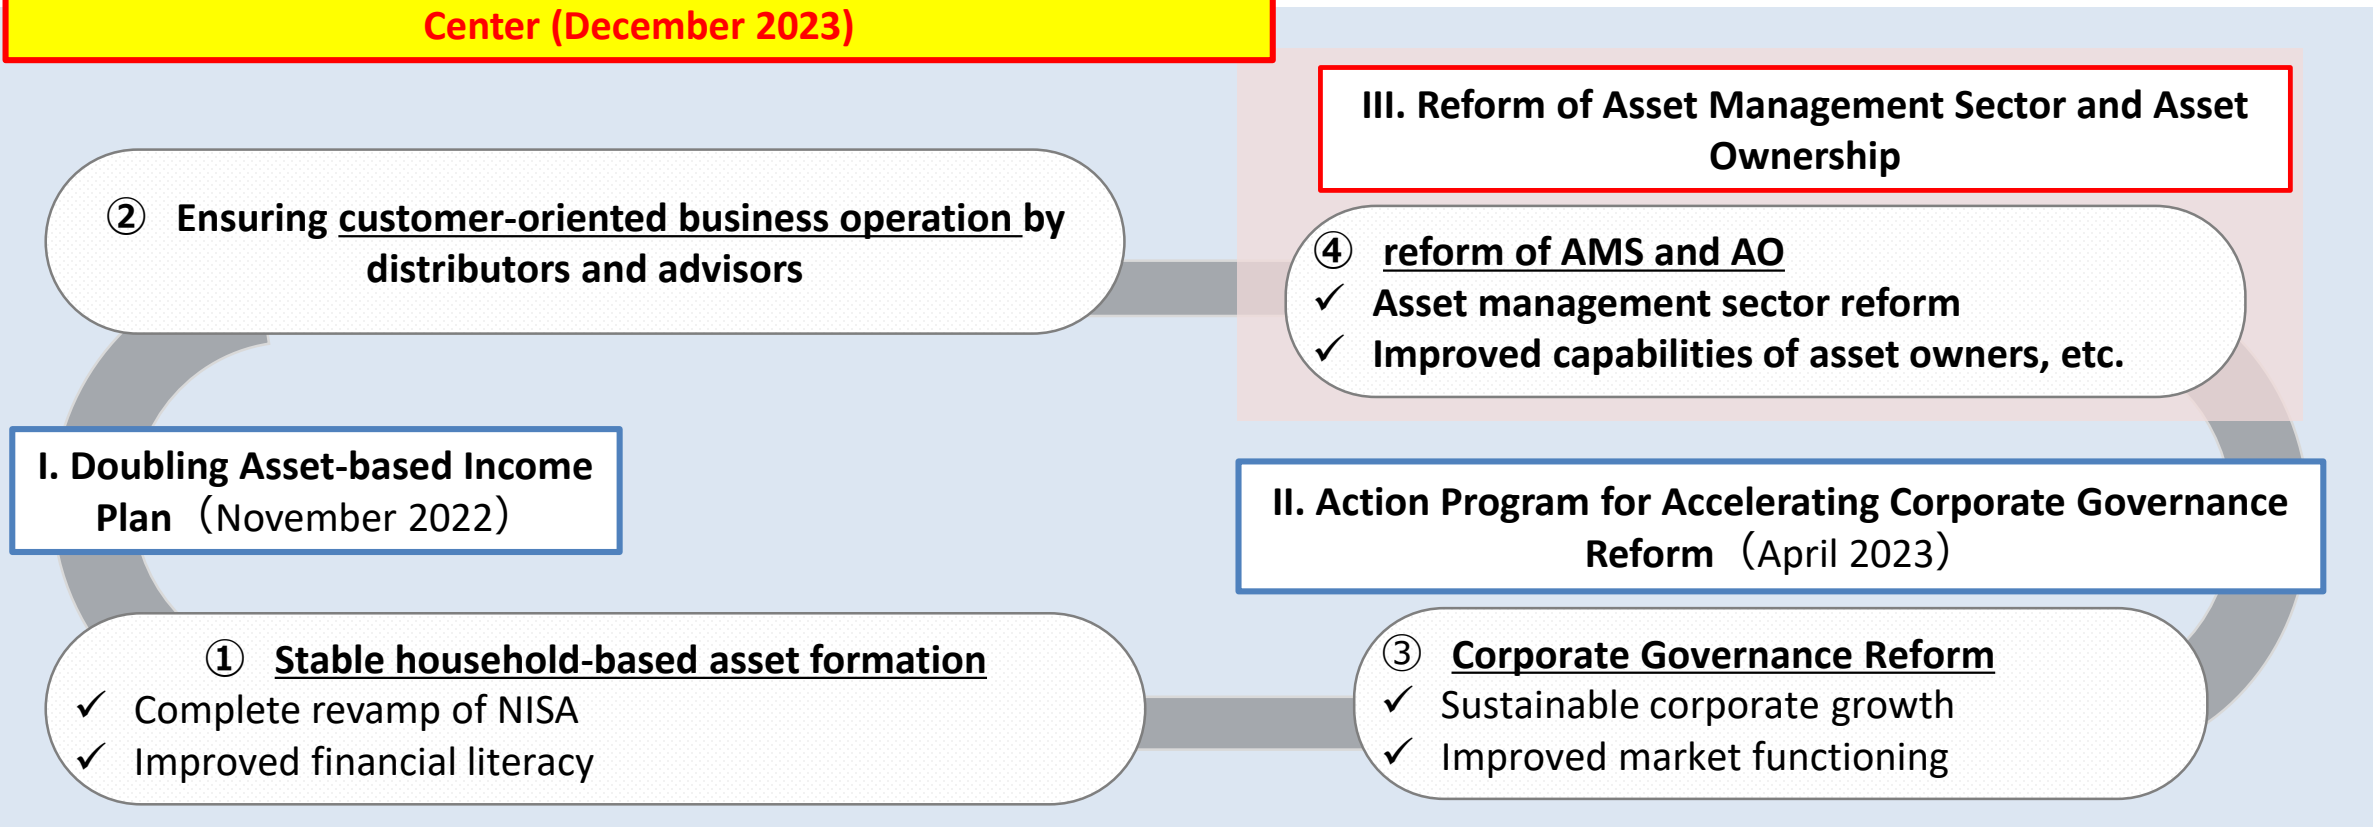 Center (December 2023)
III. Reform of Asset Management Sector and Asset
Ownership
② Ensuring customer-oriented business operation by
distributors and advisors
④ reform of AMS and AO
✓ Asset management sector reform
✓ Improved capabilities of asset owners, etc.
I. Doubling Asset-based Income
Plan（November 2022）
II. Action Program for Accelerating Corporate Governance
Reform（April 2023）
① Stable household-based asset formation
✓ Complete revamp of NISA
✓ Improved financial literacy
③ Corporate Governance Reform
✓ Sustainable corporate growth
✓ Improved market functioning